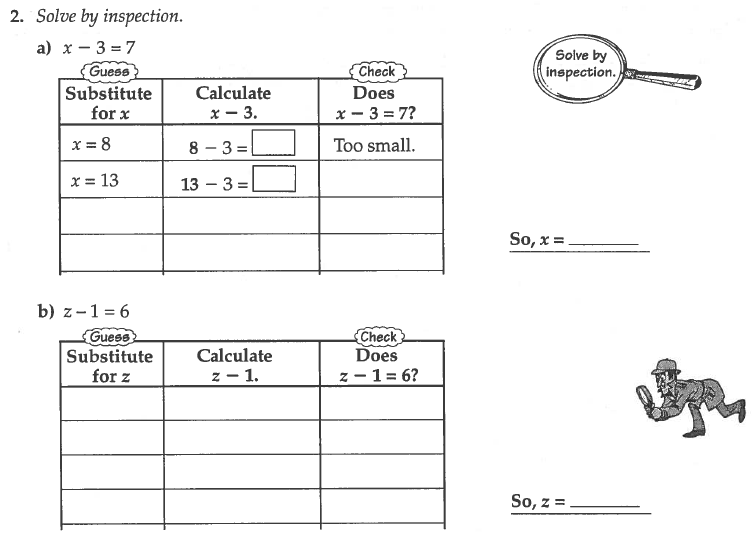 2. Solve by inspection.
a) x − 3 = 7
Guess
Check
Substitute for x
Calculate x − 3.
Does x − 3 = 7?
x = 8
8 − 3 =
Too small.
x = 13
13 − 3 =
Solve by
inspection.
So, x =
b) z − 1 = 6
Guess
Check
Substitute for z
Calculate z − 1.
Does z − 1 = 6?
So, z =